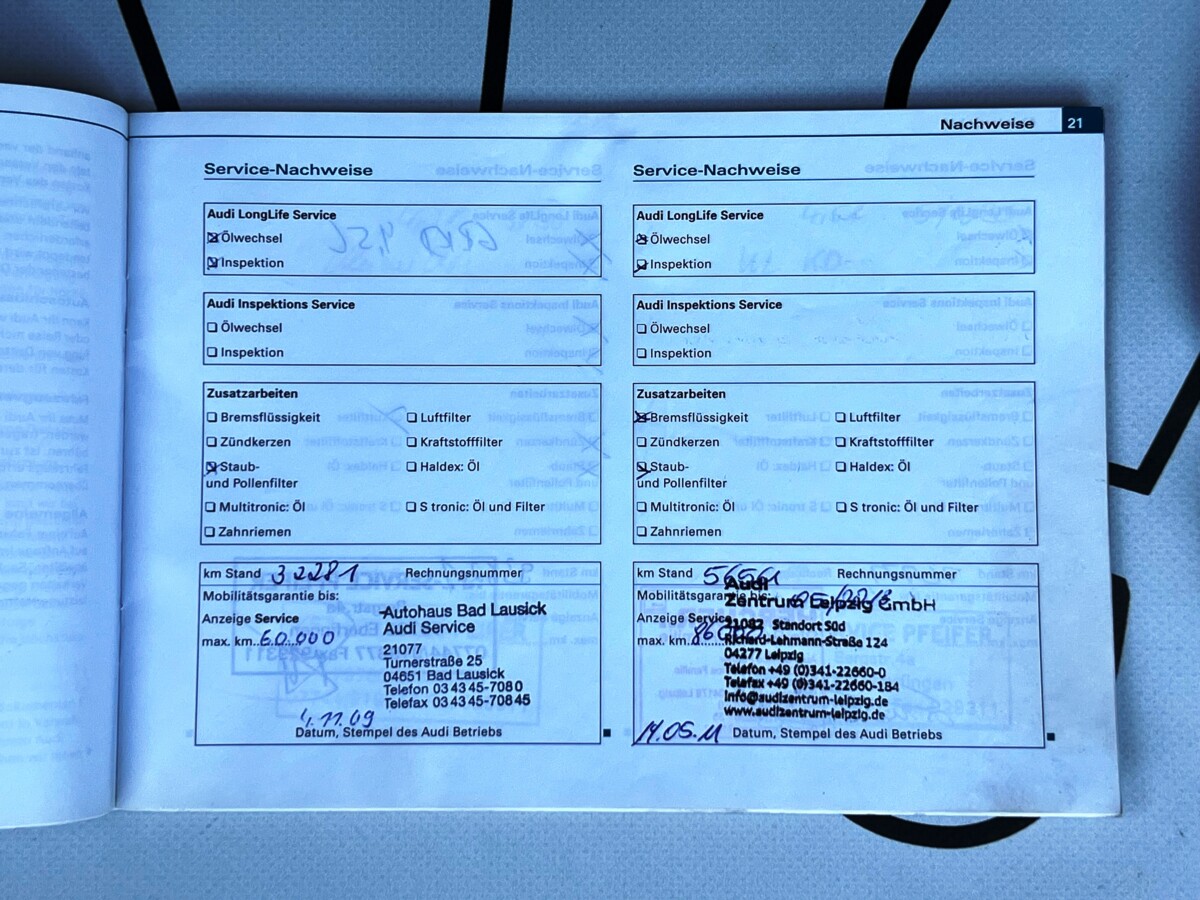 Nachweise 21
Service-Nachweise
Audi LongLife Service
Ölwechsel
Inspektion
Audi Inspektions Service
Ölwechsel
Inspektion
Zusatzarbeiten
Bremsflüssigkeit Luftfilter
Zündkerzen Kraftstofffilter
Staub- Haldex: Öl
und Pollenfilter
Multitronic: Öl S tronic: Öl und Filter
Zahnriemen
km Stand 32281 Rechnungsnummer
Mobilitätsgarantie bis:
Anzeige Service
max. km 60.000
Autohaus Bad Lausick
Audi Service
21077
Turnerstraße 25
04651 Bad Lausick
Telefon 03 43 45-70 80
Telefax 03 43 45-708 45
4.11.09
Datum, Stempel des Audi Betriebs
Service-Nachweise
Audi LongLife Service
Ölwechsel
Inspektion
Audi Inspektions Service
Ölwechsel
Inspektion
Zusatzarbeiten
Bremsflüssigkeit Luftfilter
Zündkerzen Kraftstofffilter
Staub- Haldex: Öl
und Pollenfilter
Multitronic: Öl S tronic: Öl und Filter
Zahnriemen
km Stand 56561 Rechnungsnummer
Mobilitätsgarantie bis:
Anzeige Service
max. km
Audi
Zentrum Leipzig GmbH
21082 Standort Süd
Richard-Lehmann-Straße 124
04277 Leipzig
Telefon +49 (0)341-22660-0
Telefax +49 (0)341-22660-184
info@audizentrum-leipzig.de
www.audizentrum-leipzig.de
Datum, Stempel des Audi Betriebs